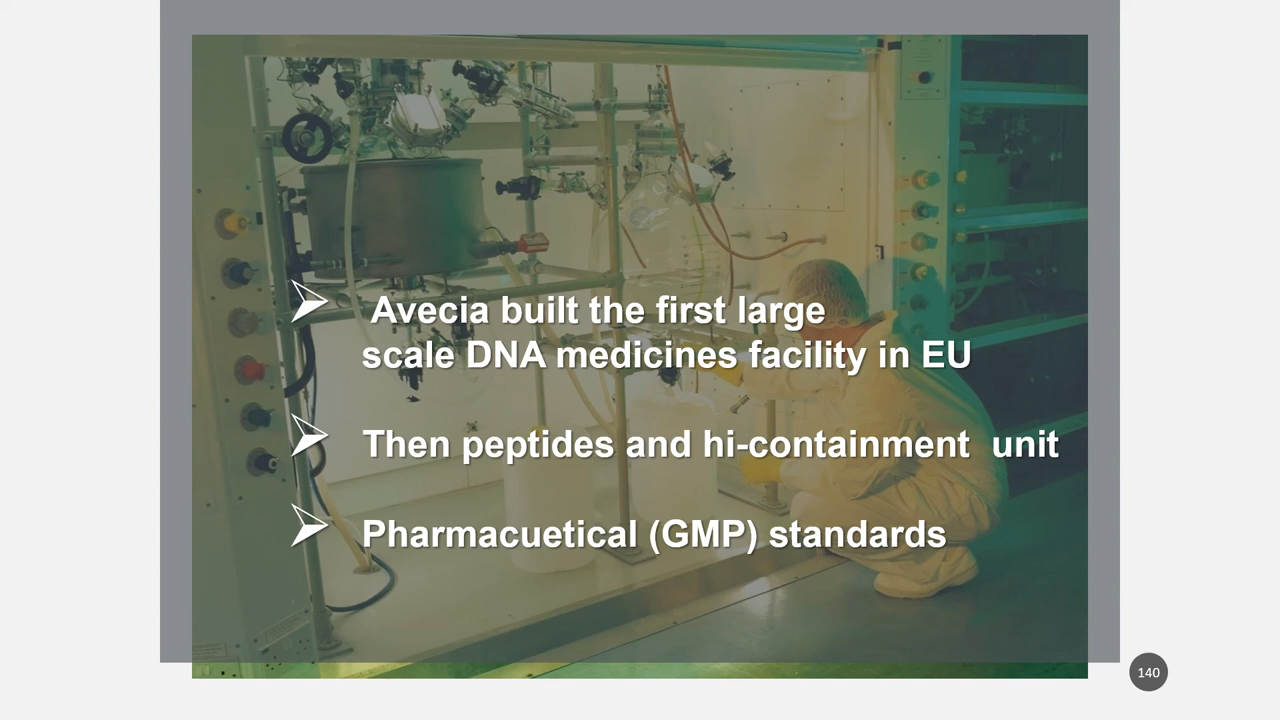 Avecia built the first large
scale DNA medicines facility in EU
Then peptides and hi-containment unit
Pharmacuetical (GMP) standards
140